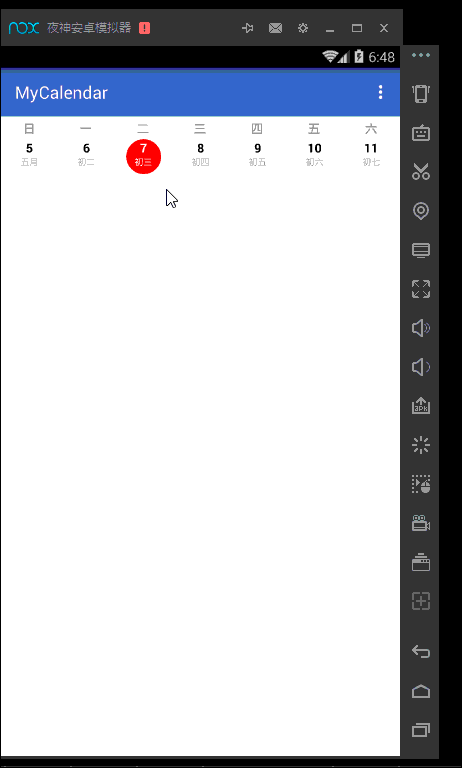 nox 夜神安卓模拟器 !
6:48
MyCalendar
日 一 二 三 四 五 六
5 6 7 8 9 10 11
五月 初二 初三 初四 初五 初六 初七